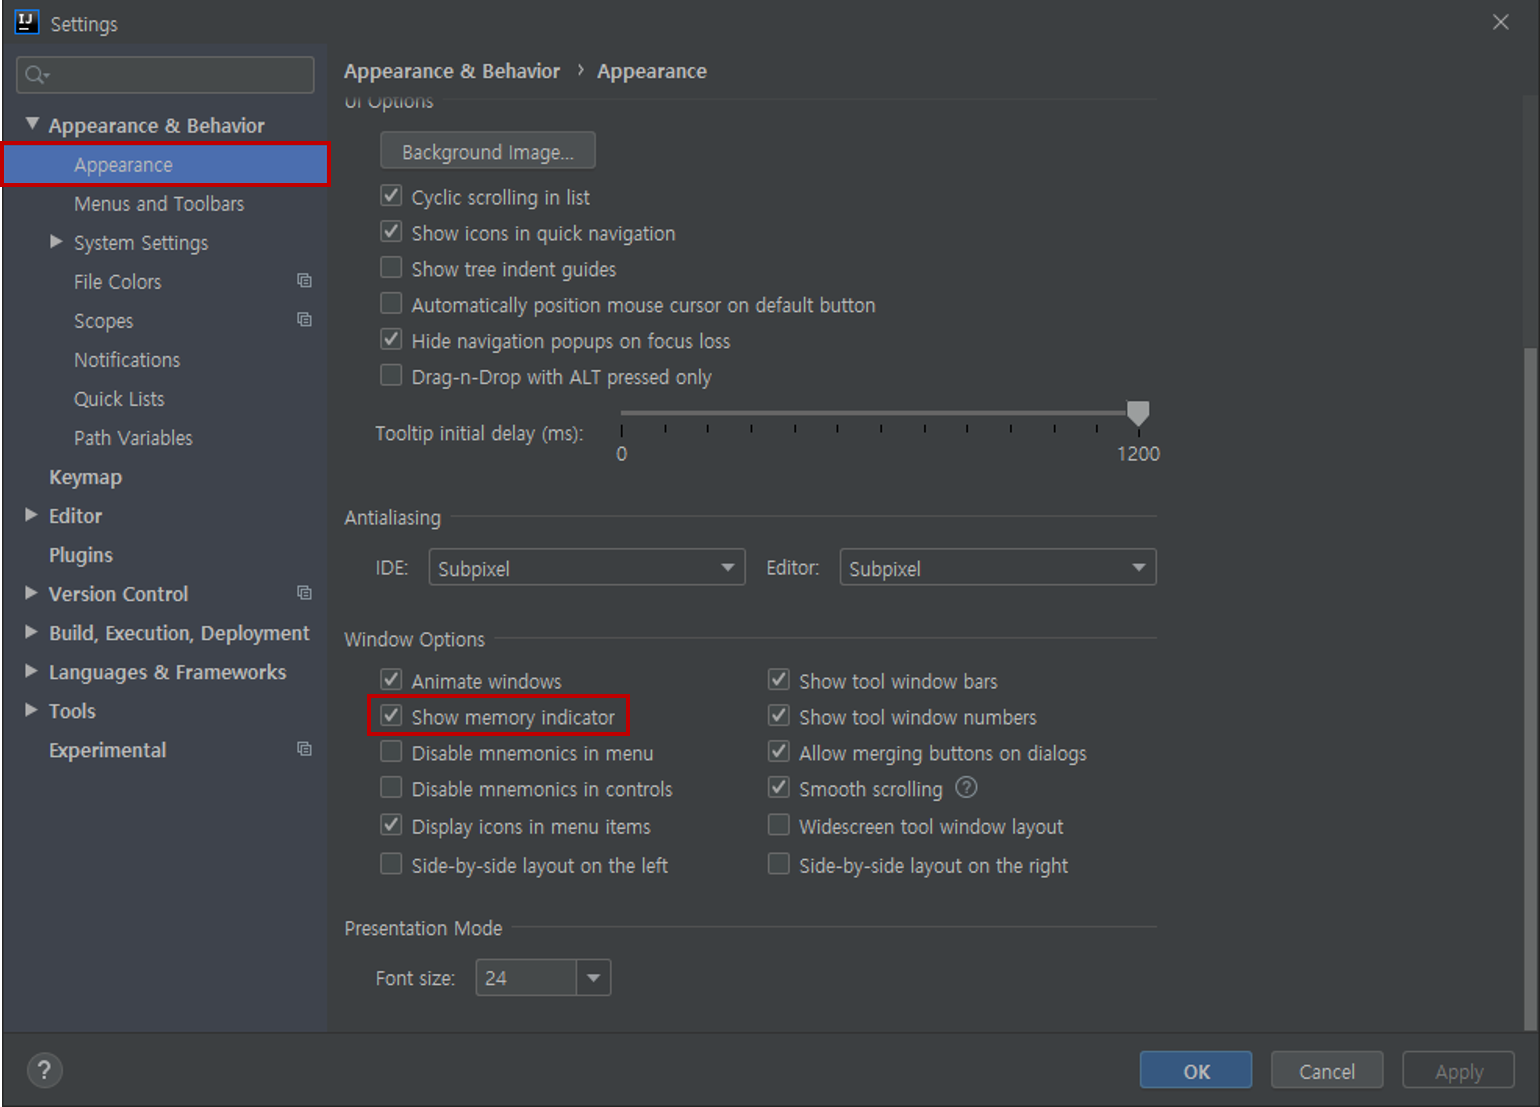 IJ
Settings
Appearance & Behavior
Appearance
Menus and Toolbars
System Settings
File Colors
Scopes
Notifications
Quick Lists
Path Variables
Keymap
Editor
Plugins
Version Control
Build, Execution, Deployment
Languages & Frameworks
Tools
Experimental
Appearance & Behavior › Appearance
UI Options
Background Image...
Cyclic scrolling in list
Show icons in quick navigation
Show tree indent guides
Automatically position mouse cursor on default button
Hide navigation popups on focus loss
Drag-n-Drop with ALT pressed only
Tooltip initial delay (ms):
0 1200
Antialiasing
IDE: Subpixel Editor: Subpixel
Window Options
Animate windows Show tool window bars
Show memory indicator Show tool window numbers
Disable mnemonics in menu Allow merging buttons on dialogs
Disable mnemonics in controls Smooth scrolling ?
Display icons in menu items Widescreen tool window layout
Side-by-side layout on the left Side-by-side layout on the right
Presentation Mode
Font size: 24
? OK Cancel Apply